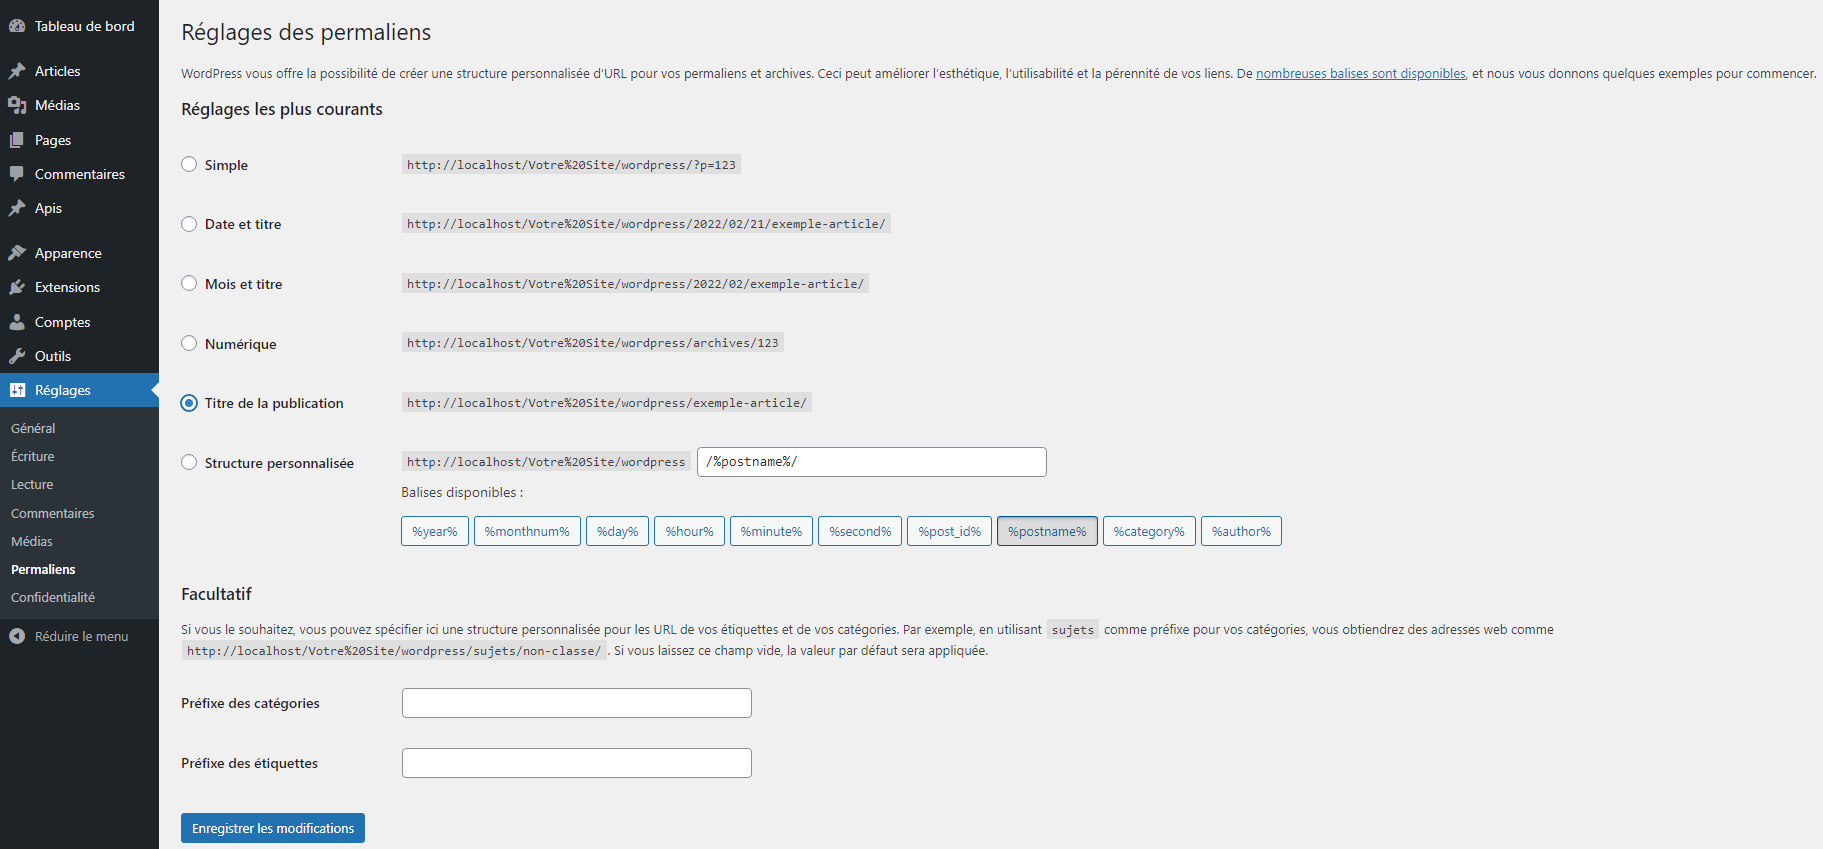 Tableau de bord
Articles
Médias
Pages
Commentaires
Apis
Apparence
Extensions
Comptes
Outils
Réglages
Général
Écriture
Lecture
Commentaires
Médias
Permaliens
Confidentialité
Réduire le menu
Réglages des permaliens
WordPress vous offre la possibilité de créer une structure personnalisée d’URL pour vos permaliens et archives. Ceci peut améliorer l’esthétique, l’utilisabilité et la pérennité de vos liens. De nombreuses balises sont disponibles, et nous vous donnons quelques exemples pour commencer.
Réglages les plus courants
Simple http://localhost/Votre%20Site/wordpress/?p=123
Date et titre http://localhost/Votre%20Site/wordpress/2022/02/21/exemple-article/
Mois et titre http://localhost/Votre%20Site/wordpress/2022/02/exemple-article/
Numérique http://localhost/Votre%20Site/wordpress/archives/123
Titre de la publication http://localhost/Votre%20Site/wordpress/exemple-article/
Structure personnalisée http://localhost/Votre%20Site/wordpress /%postname%/
Balises disponibles :
%year% %monthnum% %day% %hour% %minute% %second% %post_id% %postname% %category% %author%
Facultatif
Si vous le souhaitez, vous pouvez spécifier ici une structure personnalisée pour les URL de vos étiquettes et de vos catégories. Par exemple, en utilisant sujets comme préfixe pour vos catégories, vous obtiendrez des adresses web comme
http://localhost/Votre%20Site/wordpress/sujets/non-classe/ . Si vous laissez ce champ vide, la valeur par défaut sera appliquée.
Préfixe des catégories
Préfixe des étiquettes
Enregistrer les modifications